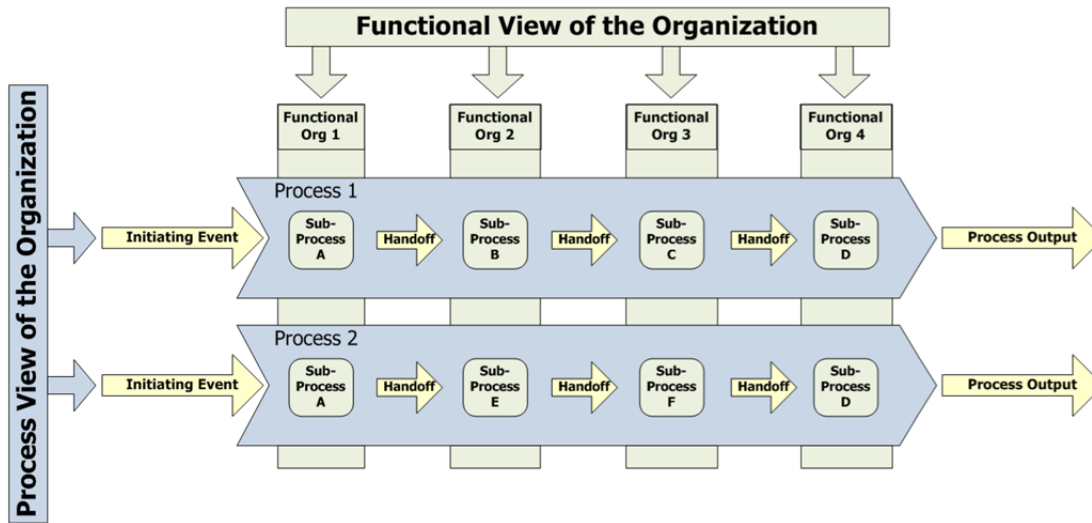 Functional View of the Organization
Process View of the Organization
Functional
Org 1
Functional
Org 2
Functional
Org 3
Functional
Org 4
Process 1
Initiating Event
Sub-
Process
A
Handoff
Sub-
Process
B
Handoff
Sub-
Process
C
Handoff
Sub-
Process
D
Process Output
Process 2
Initiating Event
Sub-
Process
A
Handoff
Sub-
Process
E
Handoff
Sub-
Process
F
Handoff
Sub-
Process
D
Process Output